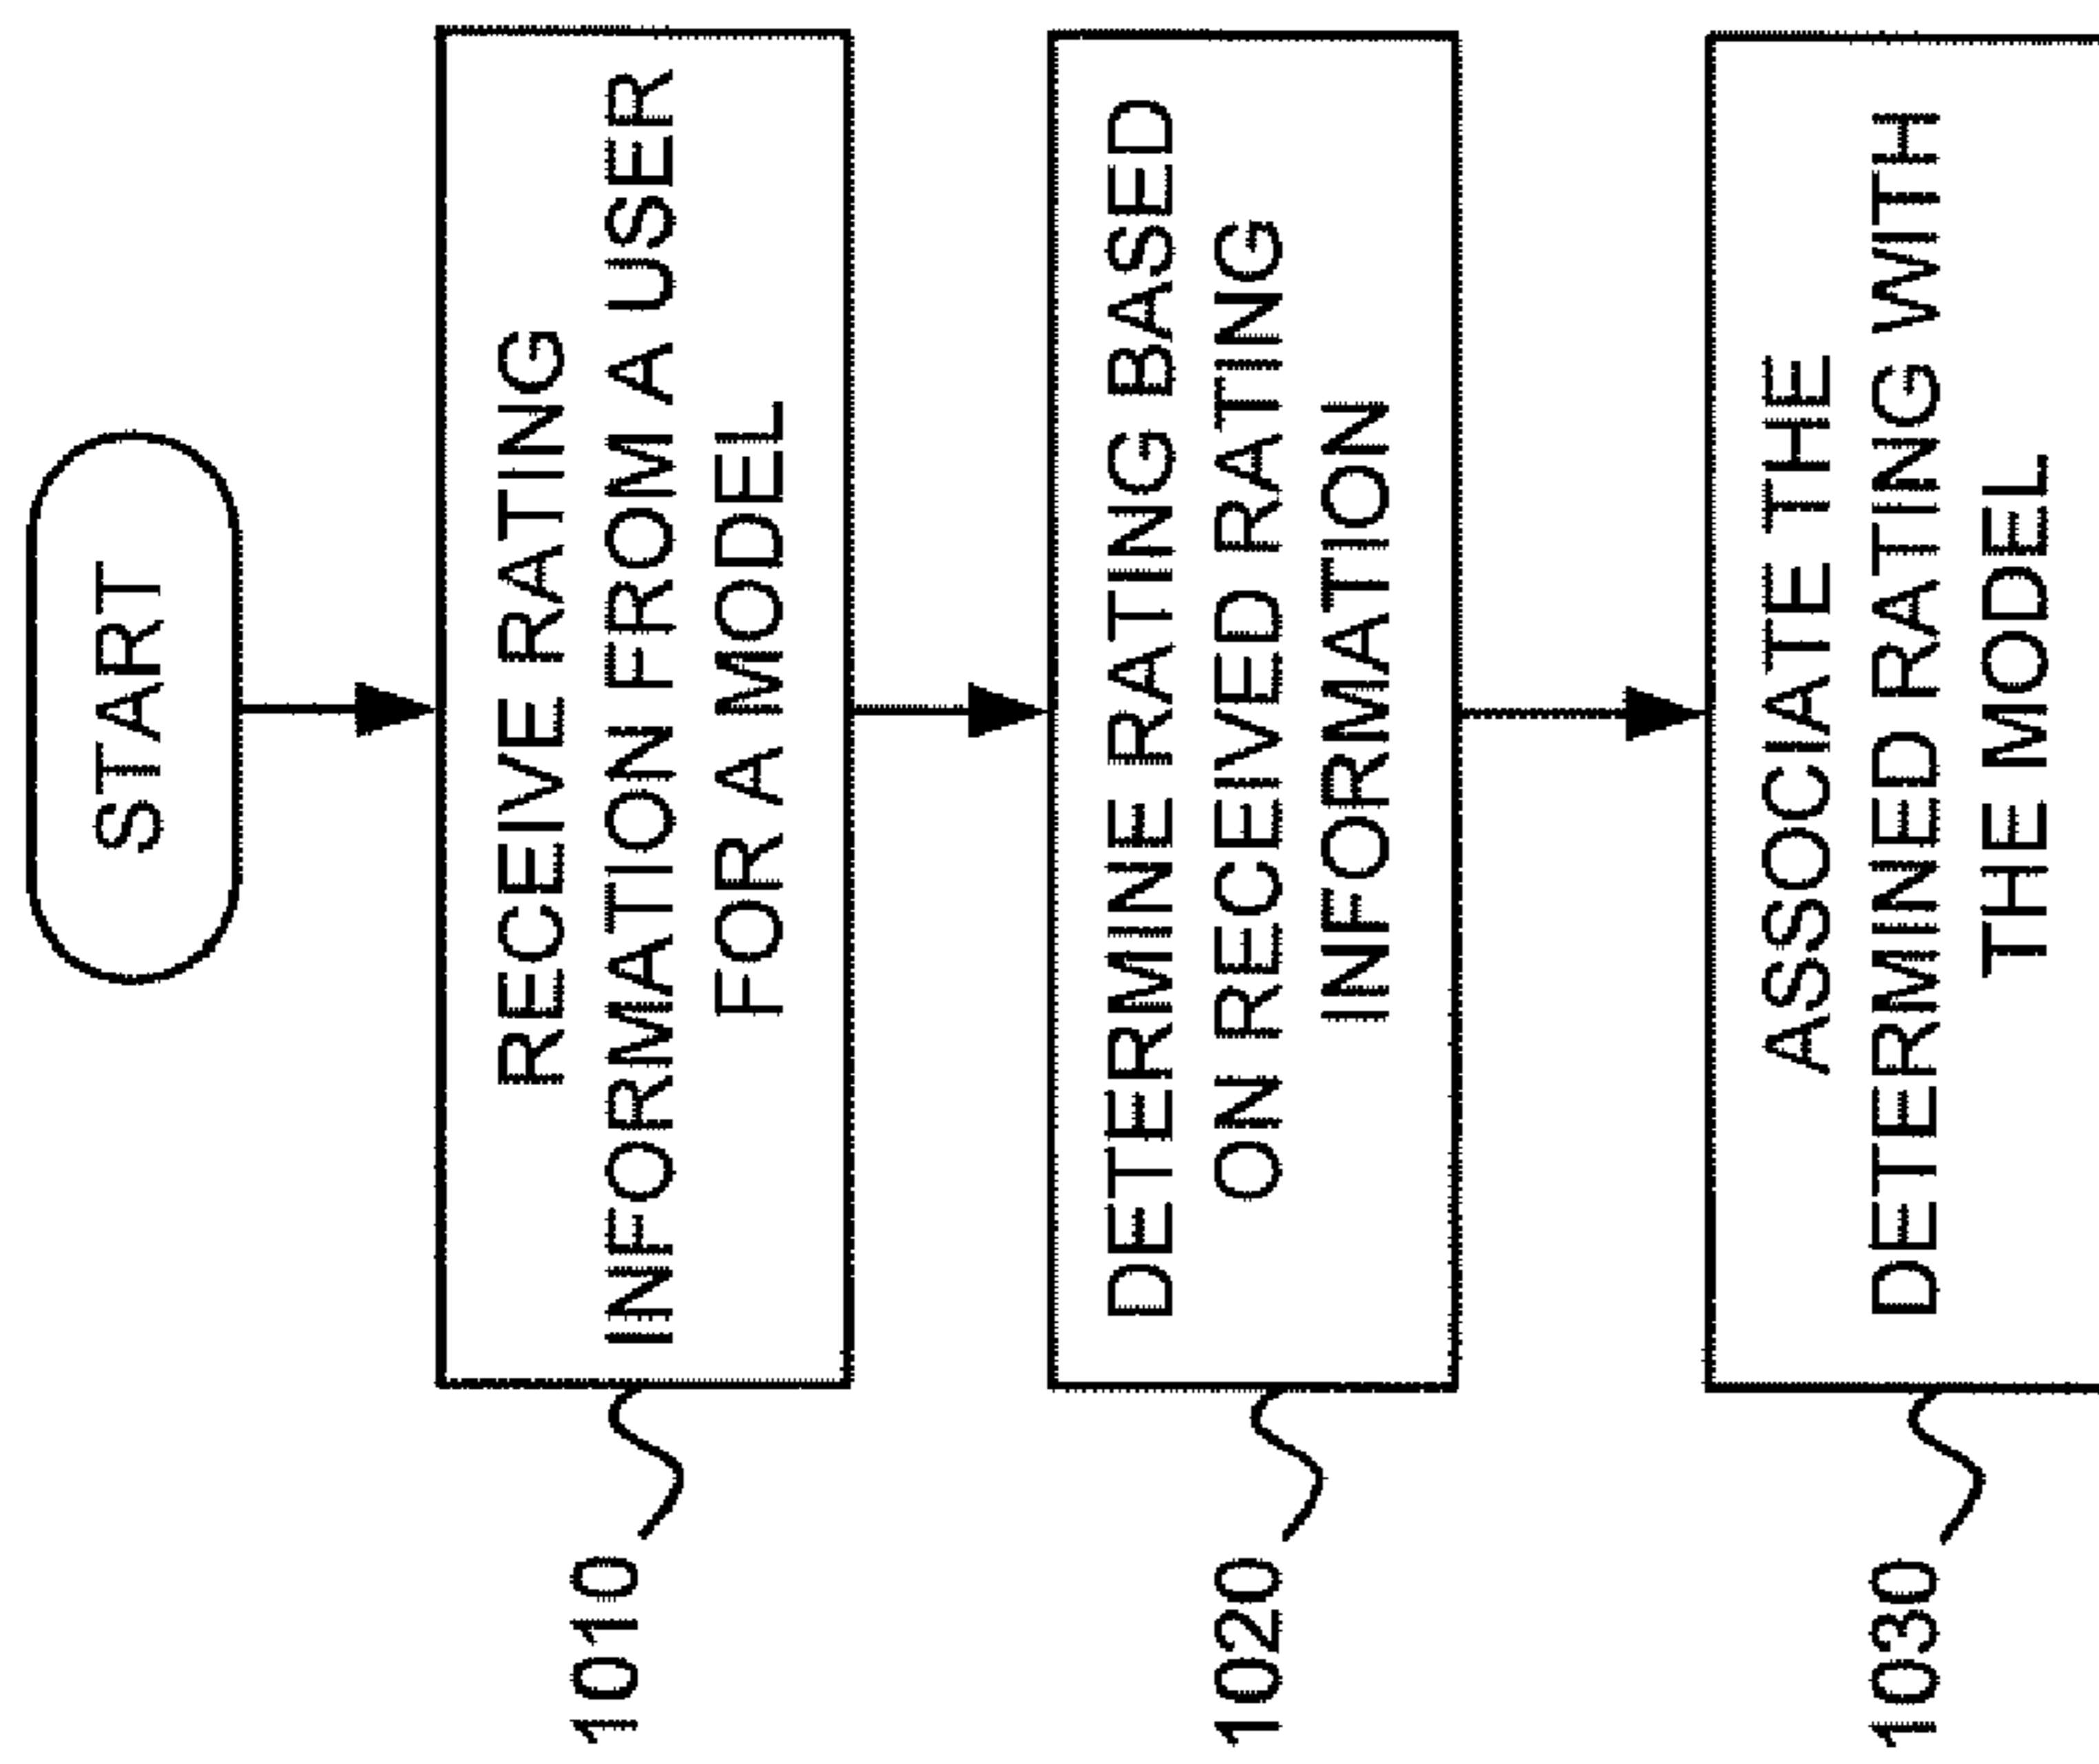 START
RECEIVE RATING
INFORMATION FROM A USER
FOR A MODEL
1010
DETERMINE RATING BASED
ON RECEIVED RATING
INFORMATION
1020
ASSOCIATE THE
DETERMINED RATING WITH
THE MODEL
1030